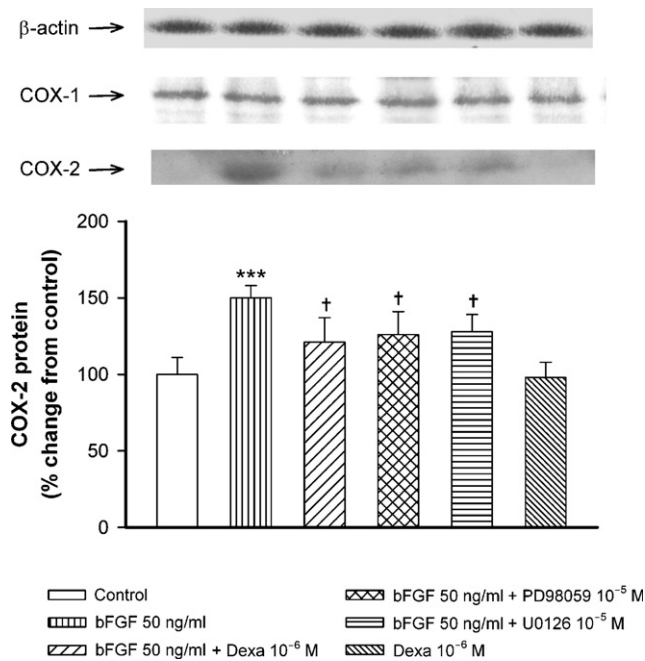 β-actin
COX-1
COX-2
200
150
100
50
0
COX-2 protein
(% change from control)
***
†
†
†
Control
bFGF 50 ng/ml
bFGF 50 ng/ml + Dexa 10⁻⁶ M
bFGF 50 ng/ml + PD98059 10⁻⁵ M
bFGF 50 ng/ml + U0126 10⁻⁵ M
Dexa 10⁻⁶ M